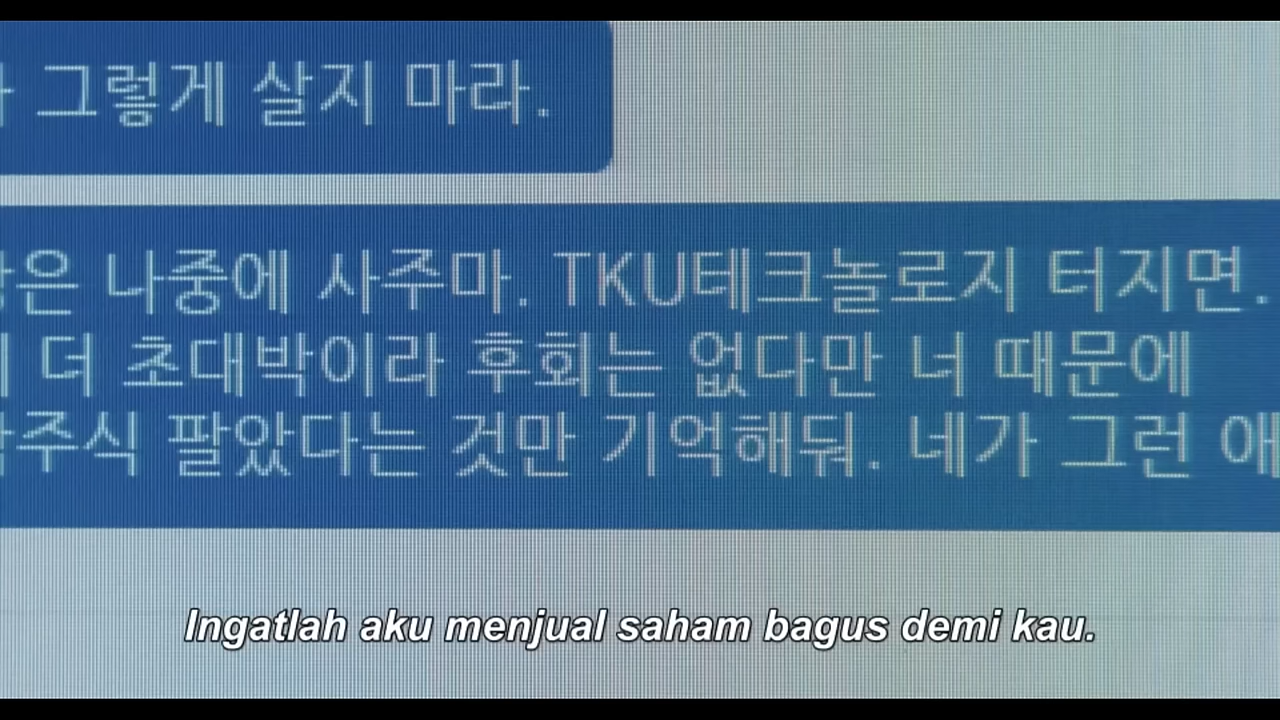 그렇게 살지 마라.
은 나중에 사주마. TKU테크놀로지 터지면.
더 초대박이라 후회는 없다만 너 때문에
주식 팔았다는 것만 기억해둬. 네가 그런 애
Ingatlah aku menjual saham bagus demi kau.